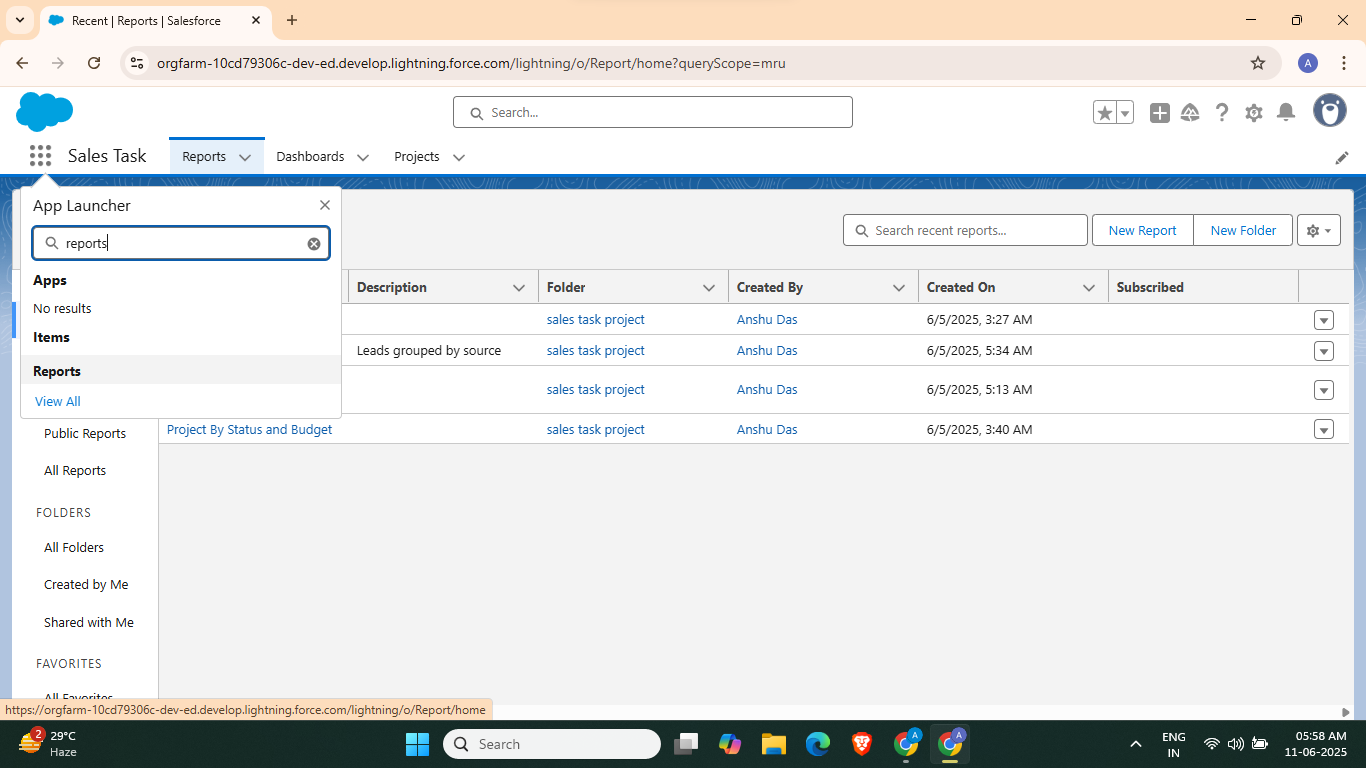 Recent | Reports | Salesforce
orgfarm-10cd79306c-dev-ed.develop.lightning.force.com/lightning/o/Report/home?queryScope=mru
A
Search...
Sales Task
Reports
Dashboards
Projects
App Launcher
reports
Apps
No results
Items
Reports
View All
Search recent reports...
New Report
New Folder
Description
Folder
Created By
Created On
Subscribed
sales task project
Anshu Das
6/5/2025, 3:27 AM
Leads grouped by source
sales task project
Anshu Das
6/5/2025, 5:34 AM
sales task project
Anshu Das
6/5/2025, 5:13 AM
Project By Status and Budget
sales task project
Anshu Das
6/5/2025, 3:40 AM
Public Reports
All Reports
FOLDERS
All Folders
Created by Me
Shared with Me
FAVORITES
All Favorites
https://orgfarm-10cd79306c-dev-ed.develop.lightning.force.com/lightning/o/Report/home
2
29°C
Haze
Search
A
A
ENG
IN
05:58 AM
11-06-2025